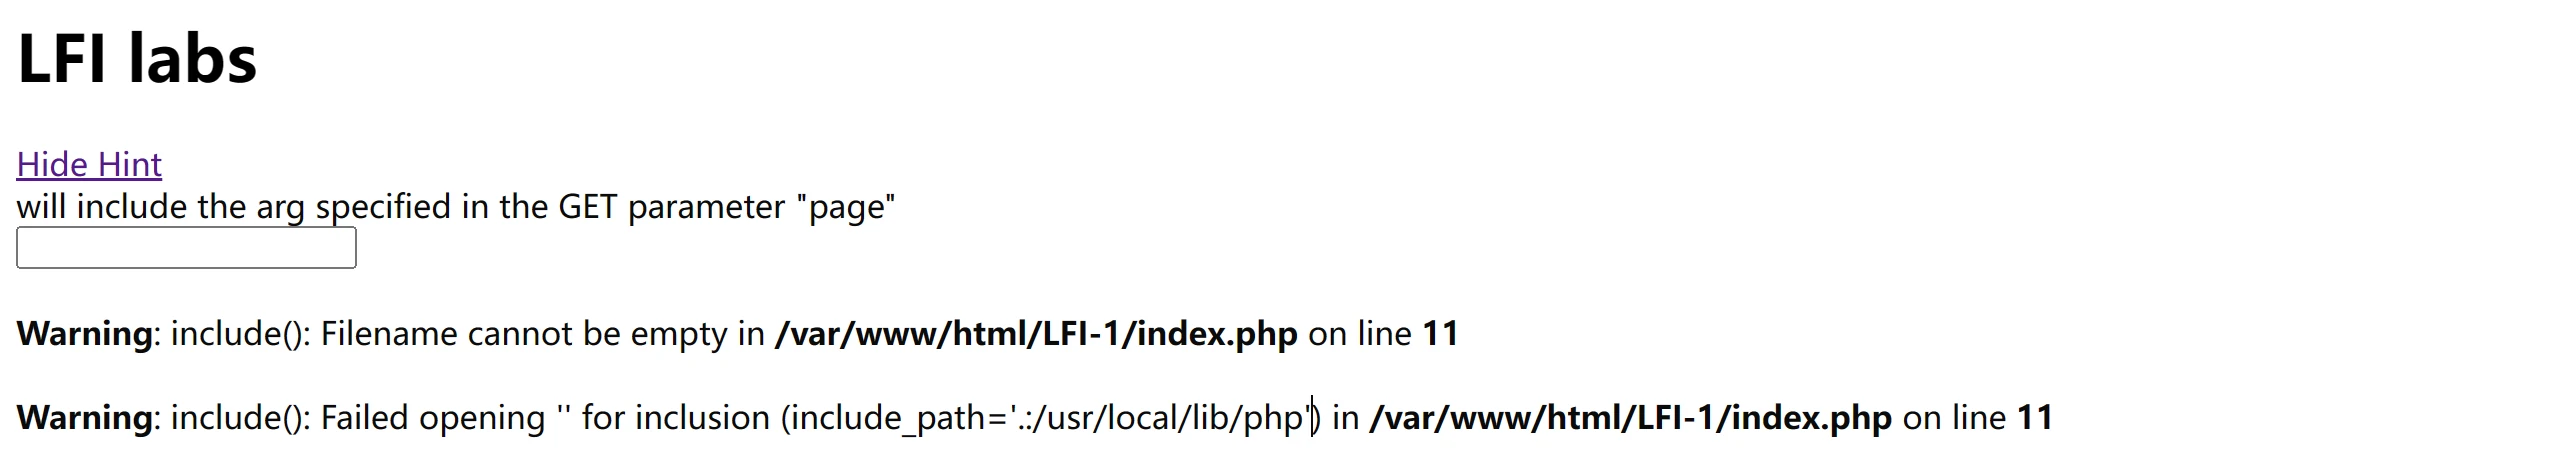 LFI labs
Hide Hint
will include the arg specified in the GET parameter "page"
Warning: include(): Filename cannot be empty in /var/www/html/LFI-1/index.php on line 11
Warning: include(): Failed opening '' for inclusion (include_path='.:/usr/local/lib/php') in /var/www/html/LFI-1/index.php on line 11